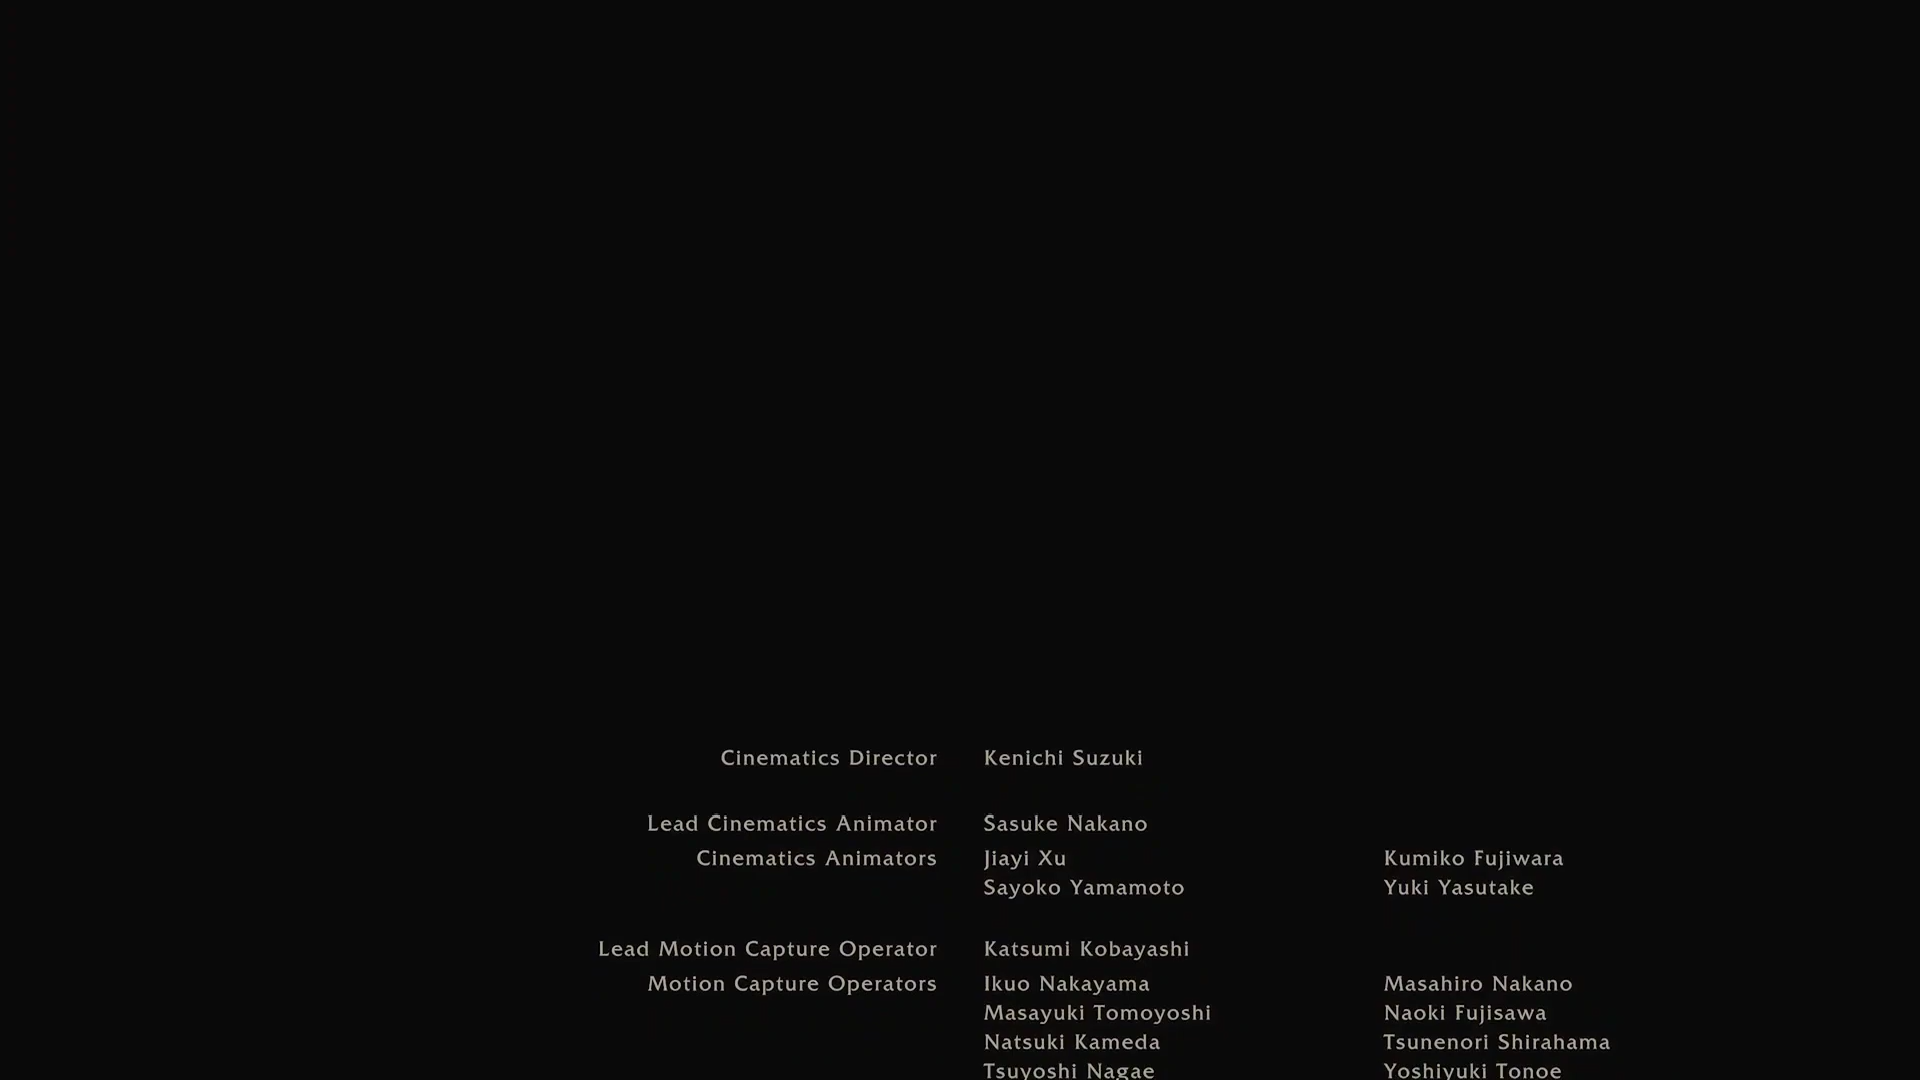 Cinematics Director Kenichi Suzuki
Lead Cinematics Animator Sasuke Nakano
Cinematics Animators Jiayi Xu Kumiko Fujiwara
Sayoko Yamamoto Yuki Yasutake
Lead Motion Capture Operator Katsumi Kobayashi
Motion Capture Operators Ikuo Nakayama Masahiro Nakano
Masayuki Tomoyoshi Naoki Fujisawa
Natsuki Kameda Tsunenori Shirahama
Tsuyoshi Nagae Yoshiyuki Tonoe